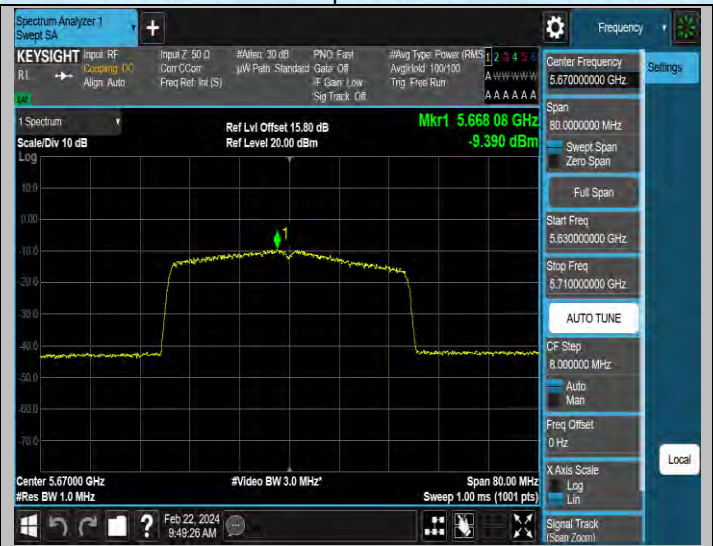 Spectrum Analyzer 1
Swept SA
+
Frequency
KEYSIGHT
RL
Input: RF
Coupling: DC
Align: Auto
Input Z: 50 Ω
Corr CCorr
Freq Ref: Int (S)
#Atten: 30 dB
µW Path: Standard
PNO: Fast
Gate: Off
IF Gain: Low
Sig Track: Off
#Avg Type: Power (RMS
Avg|Hold: 100/100
Trig: Free Run
1 2 3 4 5 6
A W W W W W
A A A A A A
1 Spectrum
Scale/Div 10 dB
Ref Lvl Offset 15.80 dB
Ref Level 20.00 dBm
Mkr1 5.668 08 GHz
-9.390 dBm
Log
10.0
0.00
-10.0
-20.0
-30.0
-40.0
-50.0
-60.0
-70.0
1
Center 5.67000 GHz
#Res BW 1.0 MHz
#Video BW 3.0 MHz*
Span 80.00 MHz
Sweep 1.00 ms (1001 pts)
Feb 22, 2024
9:49:26 AM
?
Center Frequency
5.670000000 GHz
Settings
Span
80.0000000 MHz
Swept Span
Zero Span
Full Span
Start Freq
5.630000000 GHz
Stop Freq
5.710000000 GHz
AUTO TUNE
CF Step
8.000000 MHz
Auto
Man
Freq Offset
0 Hz
X Axis Scale
Log
Lin
Local
Signal Track
(Span Zoom)